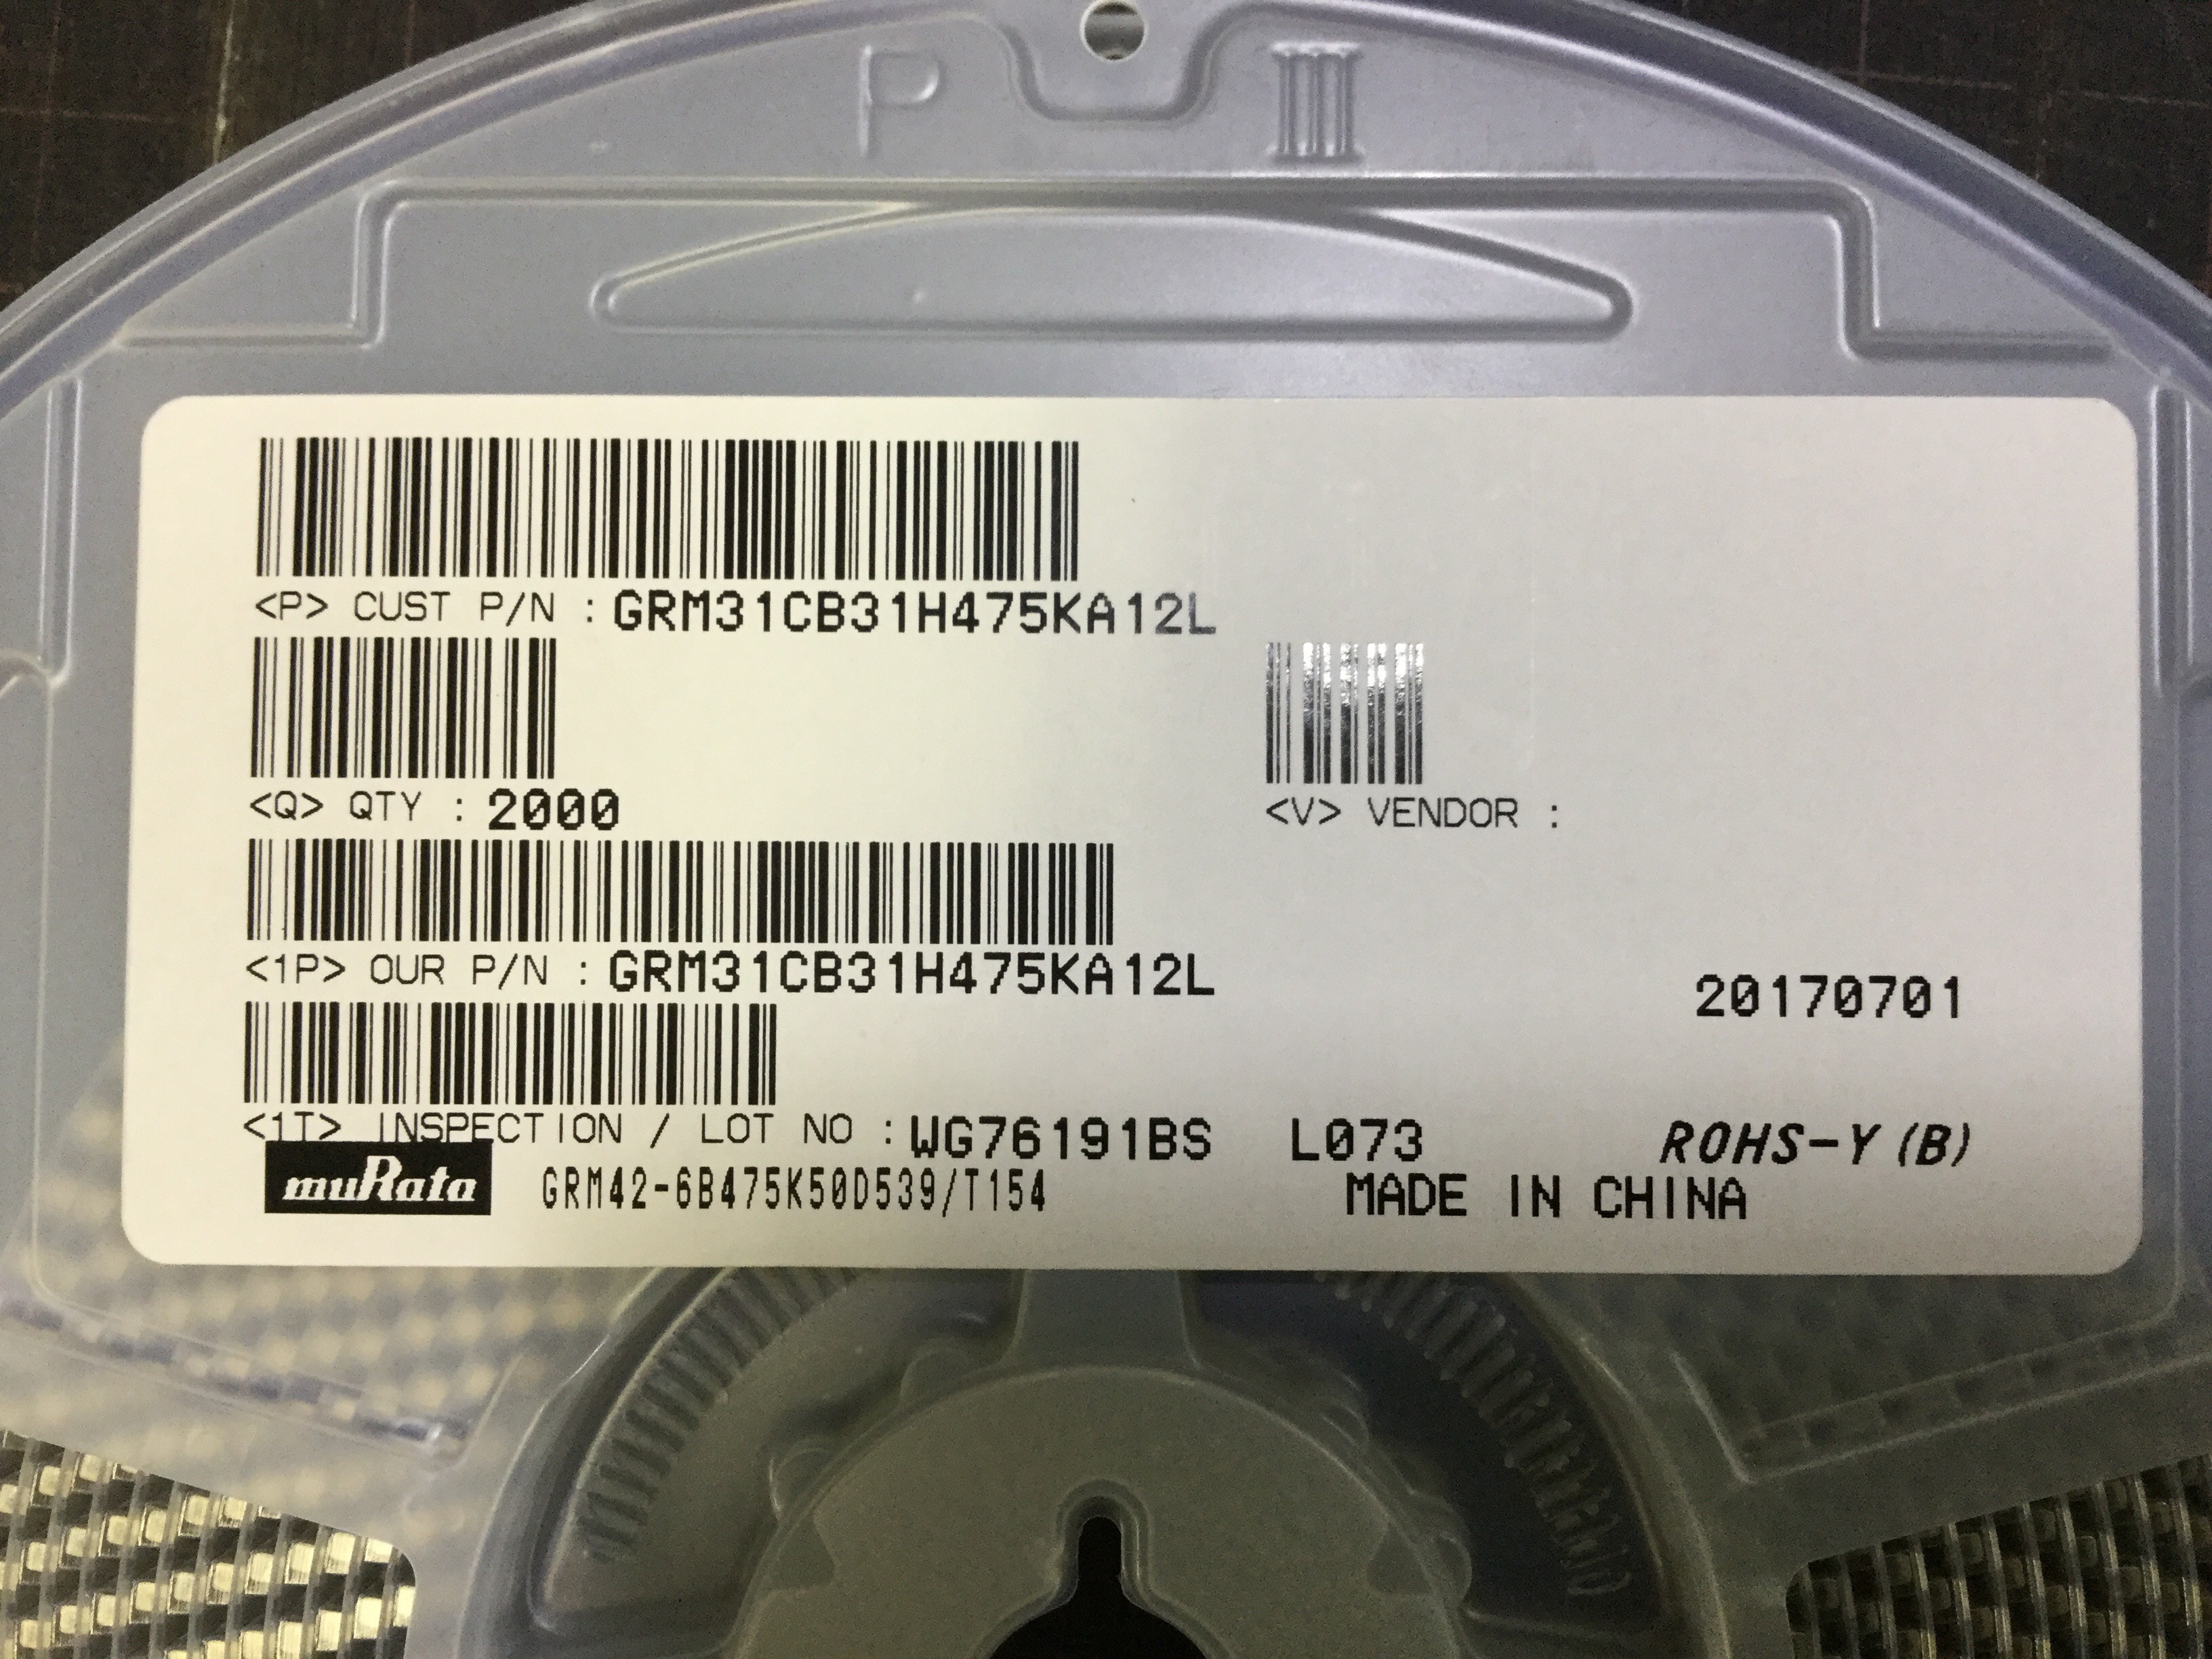 P III
<P> CUST P/N : GRM31CB31H475KA12L
<Q> QTY : 2000
<V> VENDOR :
<1P> OUR P/N : GRM31CB31H475KA12L
20170701
<1T> INSPECTION / LOT NO : WG76191BS L073 ROHS-Y (B)
muRata GRM42-6B475K50D539/T154 MADE IN CHINA